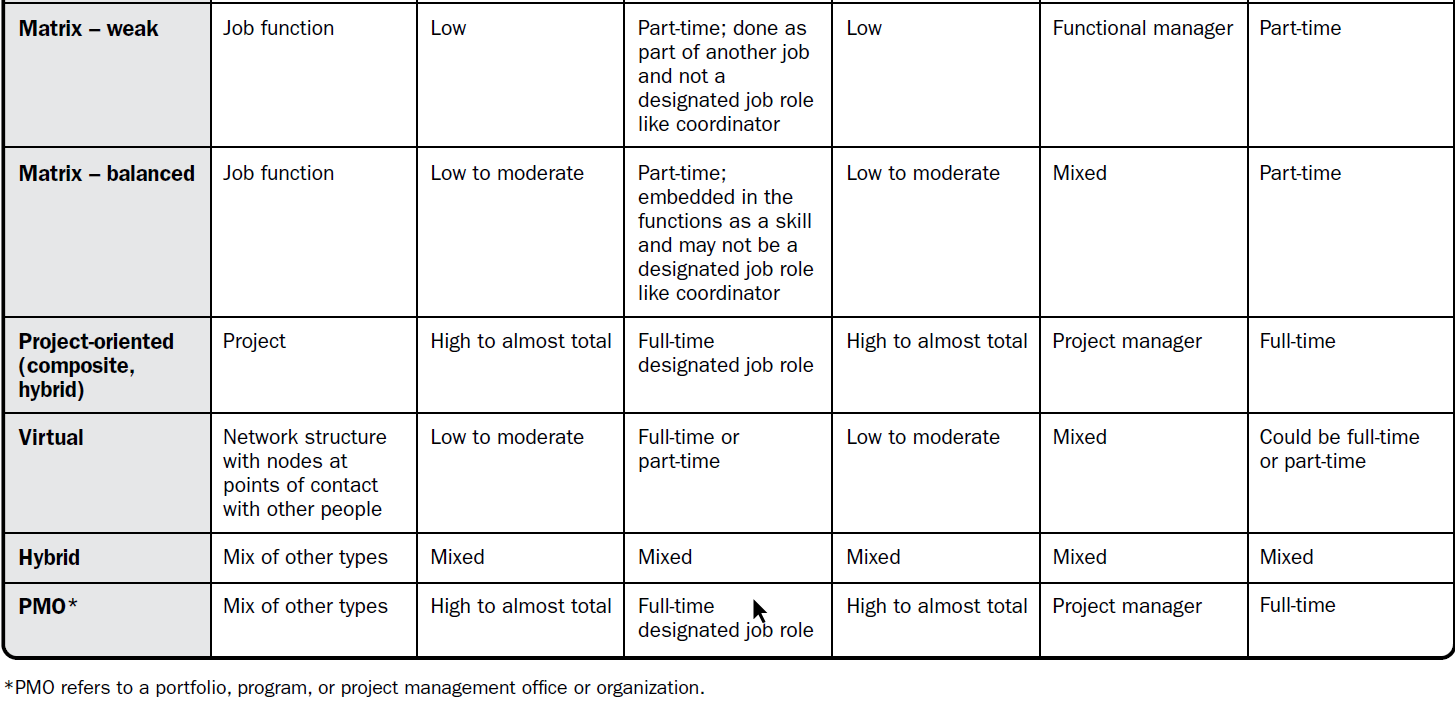 Matrix – weak
Job function
Low
Part-time; done as
part of another job
and not a
designated job role
like coordinator
Low
Functional manager
Part-time
Matrix – balanced
Job function
Low to moderate
Part-time;
embedded in the
functions as a skill
and may not be a
designated job role
like coordinator
Low to moderate
Mixed
Part-time
Project-oriented
(composite,
hybrid)
Project
High to almost total
Full-time
designated job role
High to almost total
Project manager
Full-time
Virtual
Network structure
with nodes at
points of contact
with other people
Low to moderate
Full-time or
part-time
Low to moderate
Mixed
Could be full-time
or part-time
Hybrid
Mix of other types
Mixed
Mixed
Mixed
Mixed
Mixed
PMO*
Mix of other types
High to almost total
Full-time
designated job role
High to almost total
Project manager
Full-time
*PMO refers to a portfolio, program, or project management office or organization.